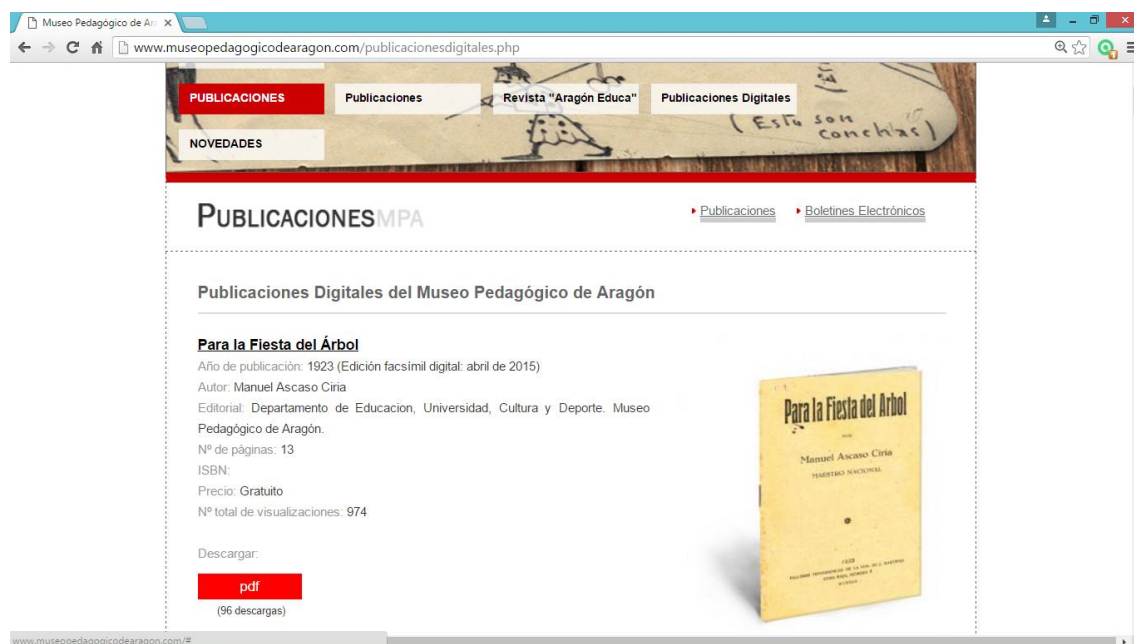 Museo Pedagógico de Ar
www.museopedagogicodearagon.com/publicacionesdigitales.php
PUBLICACIONES
Publicaciones
Revista "Aragón Educa"
Publicaciones Digitales
NOVEDADES
(Esto son
conchas)
PUBLICACIONESMPA
Publicaciones
Boletines Electrónicos
Publicaciones Digitales del Museo Pedagógico de Aragón
Para la Fiesta del Árbol
Año de publicación: 1923 (Edición facsímil digital: abril de 2015)
Autor: Manuel Ascaso Ciria
Editorial: Departamento de Educacion, Universidad, Cultura y Deporte. Museo
Pedagógico de Aragón.
Nº de páginas: 13
ISBN:
Precio: Gratuito
Nº total de visualizaciones: 974
Descargar:
pdf
(96 descargas)
Para la Fiesta del Arbol
POR
Manuel Ascaso Ciria
MAESTRO NACIONAL
1923
www.museopedagogicodearagon.com/#